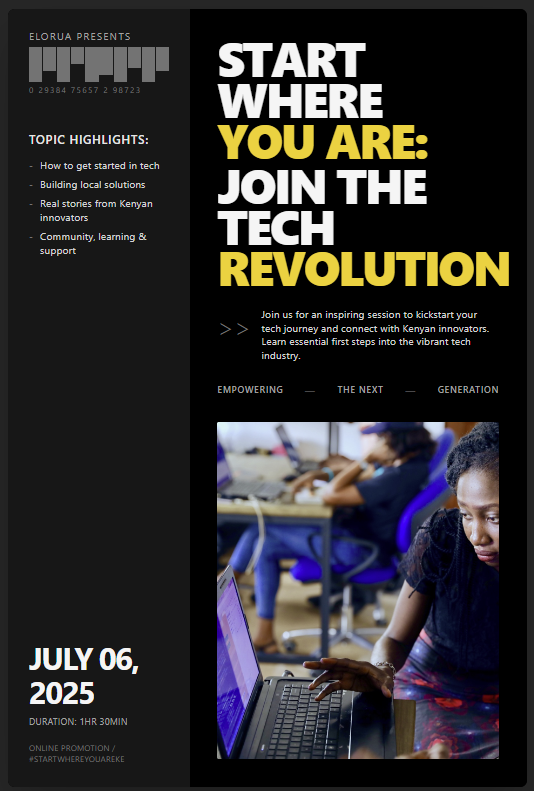 ELORUA PRESENTS
0 29384 75657 2 98723
TOPIC HIGHLIGHTS:
- How to get started in tech
- Building local solutions
- Real stories from Kenyan
innovators
- Community, learning &
support
JULY 06,
2025
DURATION: 1HR 30MIN
ONLINE PROMOTION /
#STARTWHEREYOUAREKE
START
WHERE
YOU ARE:
JOIN THE
TECH
REVOLUTION
>>
Join us for an inspiring session to kickstart your
tech journey and connect with Kenyan innovators.
Learn essential first steps into the vibrant tech
industry.
EMPOWERING — THE NEXT — GENERATION